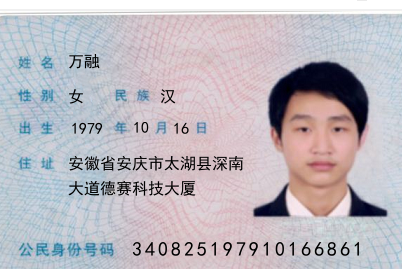 姓名 万融
性别 女 民族 汉
出生 1979 年 10 月 16 日
住址 安徽省安庆市太湖县深南
大道德赛科技大厦
公民身份号码 340825197910166861